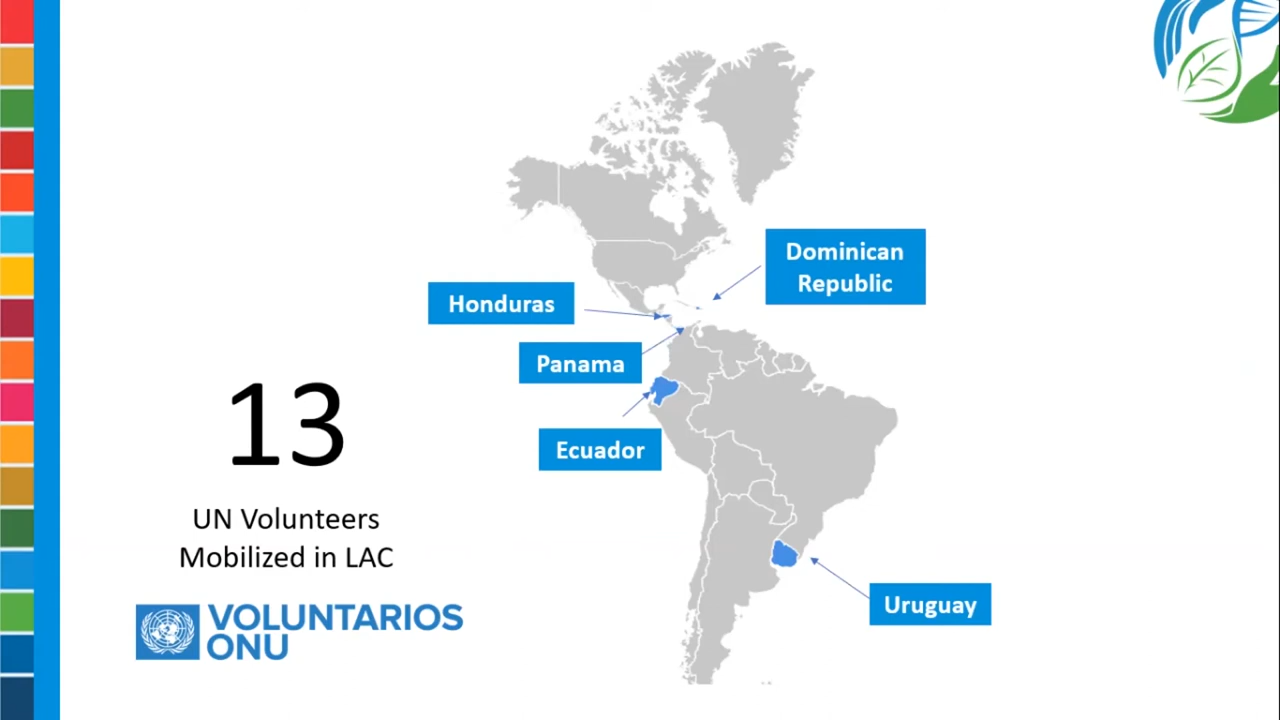 Dominican
Republic
Honduras
Panama
Ecuador
Uruguay
13
UN Volunteers
Mobilized in LAC
VOLUNTARIOS
ONU